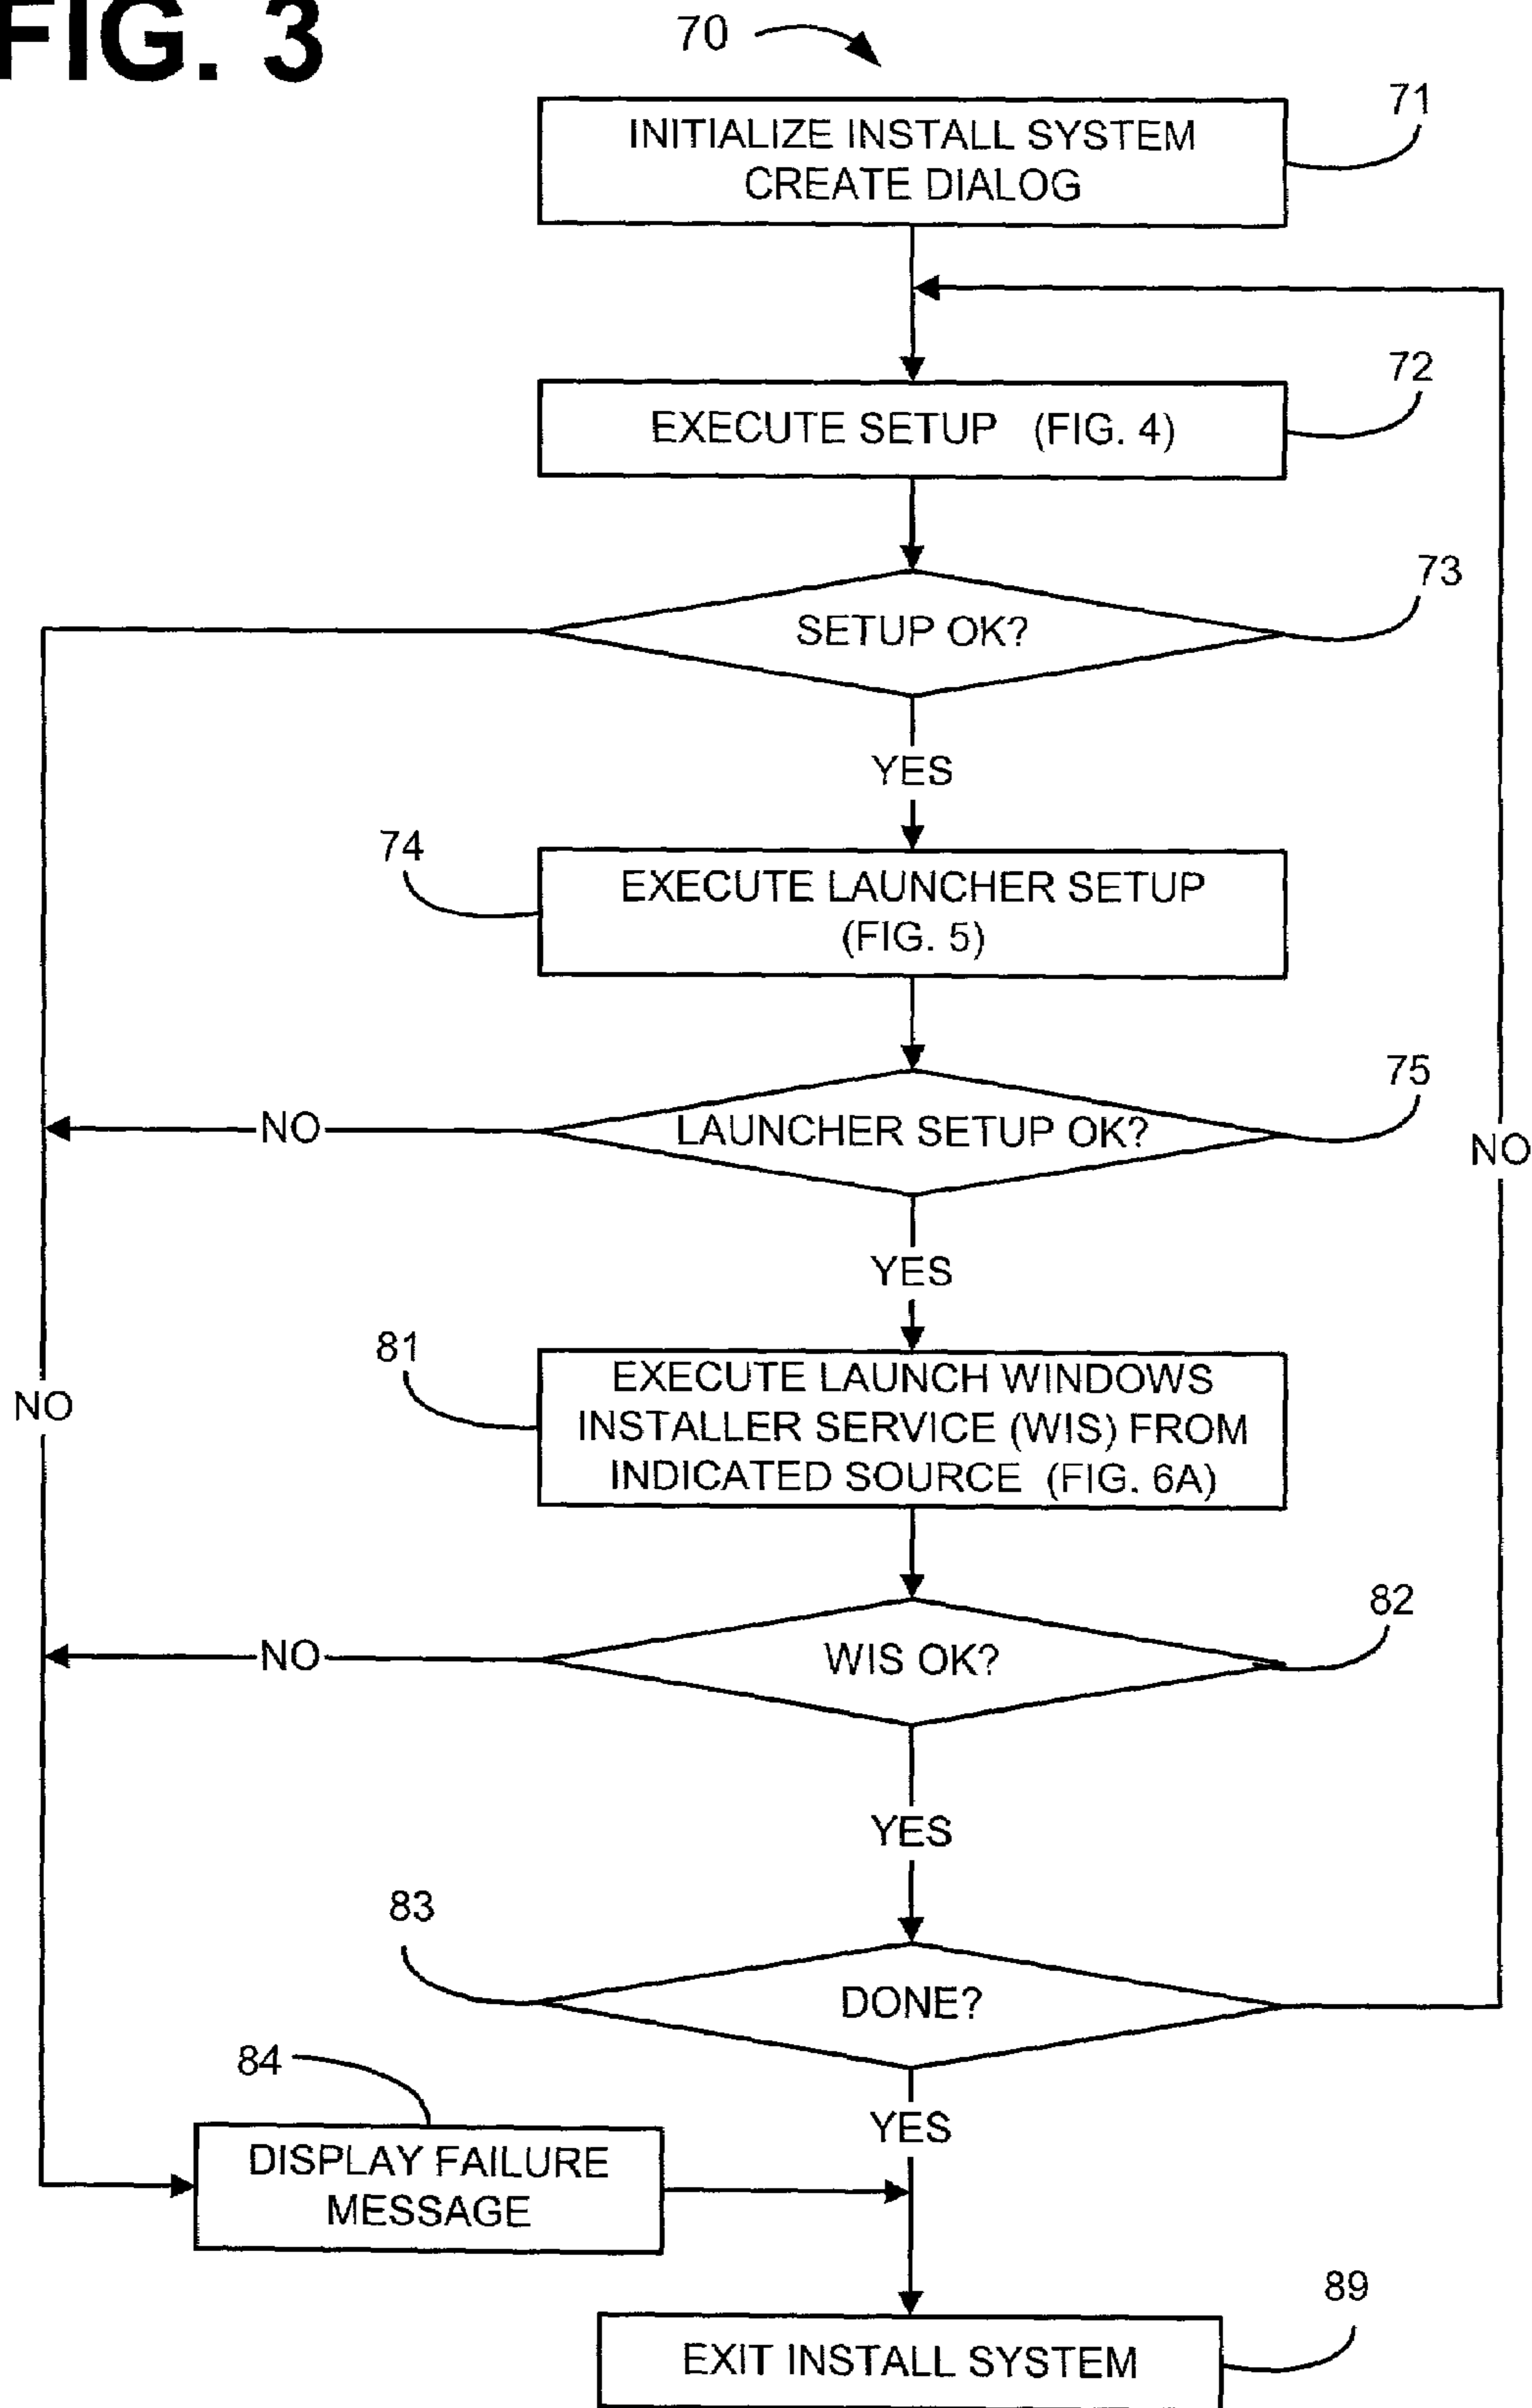 FIG. 3
70
71
INITIALIZE INSTALL SYSTEM
CREATE DIALOG
72
EXECUTE SETUP (FIG. 4)
73
SETUP OK?
YES
74
EXECUTE LAUNCHER SETUP
(FIG. 5)
75
NO
LAUNCHER SETUP OK?
NO
YES
81
EXECUTE LAUNCH WINDOWS
INSTALLER SERVICE (WIS) FROM
INDICATED SOURCE (FIG. 6A)
NO
82
NO
WIS OK?
YES
83
DONE?
84
YES
DISPLAY FAILURE
MESSAGE
89
EXIT INSTALL SYSTEM